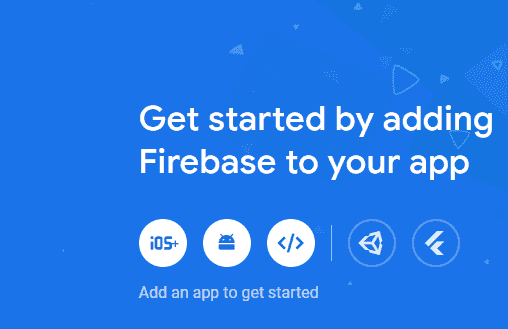 Get started by adding
Firebase to your app
iOS+
Add an app to get started